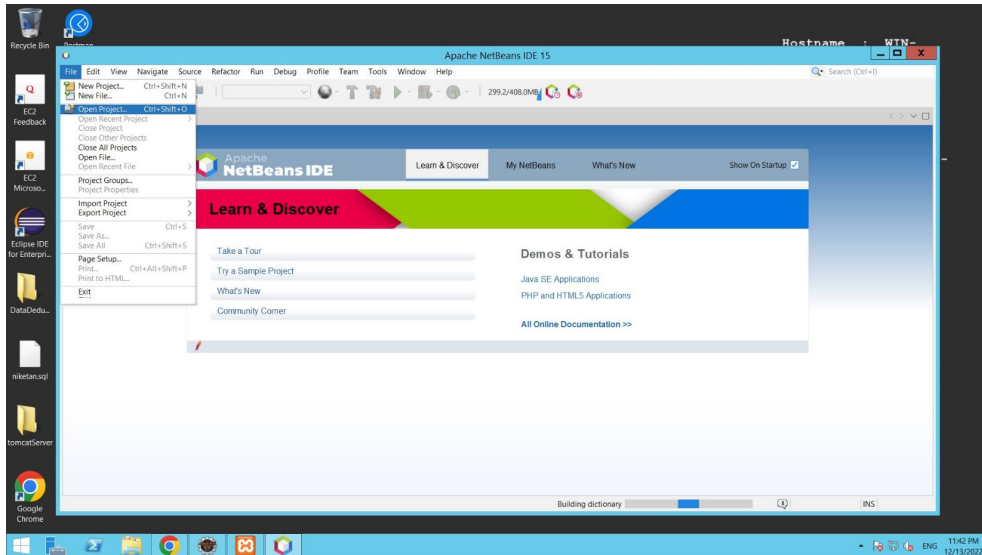 Recycle Bin
Postman
Hostname : WIN-
Apache NetBeans IDE 15
File Edit View Navigate Source Refactor Run Debug Profile Team Tools Window Help
Search (Ctrl+I)
New Project... Ctrl+Shift+N
New File... Ctrl+N
Open Project... Ctrl+Shift+O
Open Recent Project
Close Project
Close Other Projects
Close All Projects
Open File...
Open Recent File
Project Groups...
Project Properties
Import Project
Export Project
Save Ctrl+S
Save As...
Save All Ctrl+Shift+S
Page Setup...
Print... Ctrl+Alt+Shift+P
Print to HTML...
Exit
299.2/408.0MB
Apache
NetBeans IDE
Learn & Discover My NetBeans What's New Show On Startup
Learn & Discover
Take a Tour
Try a Sample Project
What's New
Community Corner
Demos & Tutorials
Java SE Applications
PHP and HTML5 Applications
All Online Documentation >>
Building dictionary
INS
EC2
Feedback
EC2
Microso...
Eclipse IDE
for Enterpri...
DataDedu...
niketan.sql
tomcatServer
Google
Chrome
ENG
11:42 PM
12/13/2022